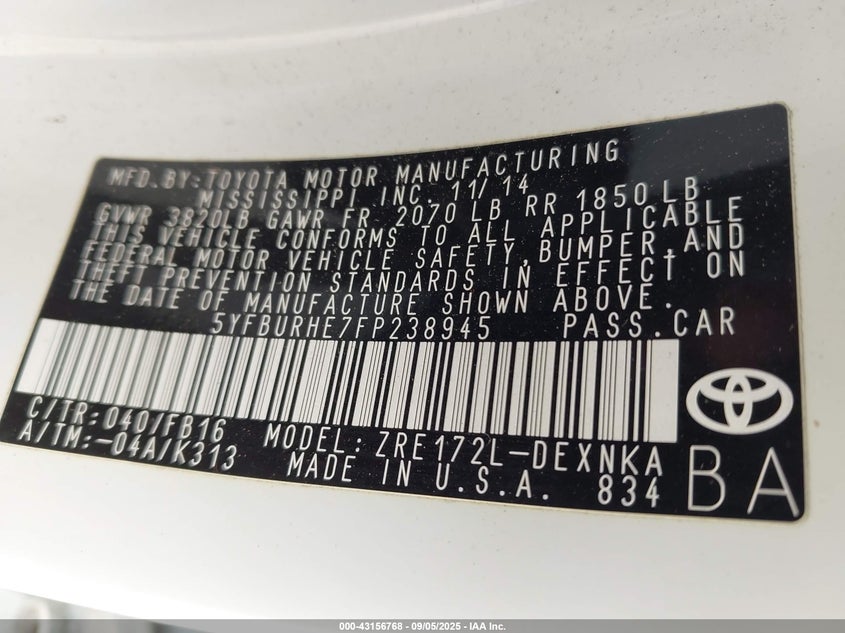 MFD.BY:TOYOTA MOTOR MANUFACTURING
MISSISSIPPI INC. 11/14
GVWR 3820LB GAWR FR 2070 LB RR 1850 LB
THIS VEHICLE CONFORMS TO ALL APPLICABLE
FEDERAL MOTOR VEHICLE SAFETY,BUMPER,AND
THEFT PREVENTION STANDARDS IN EFFECT ON
THE DATE OF MANUFACTURE SHOWN ABOVE.
5YFBURHE7FP238945 PASS.CAR
C/TR:040/FB16 MODEL:ZRE172L-DEXNKA
A/TM:-04A/K313 MADE IN U.S.A. 834
BA
000-43156768 - 09/05/2025 - IAA Inc.